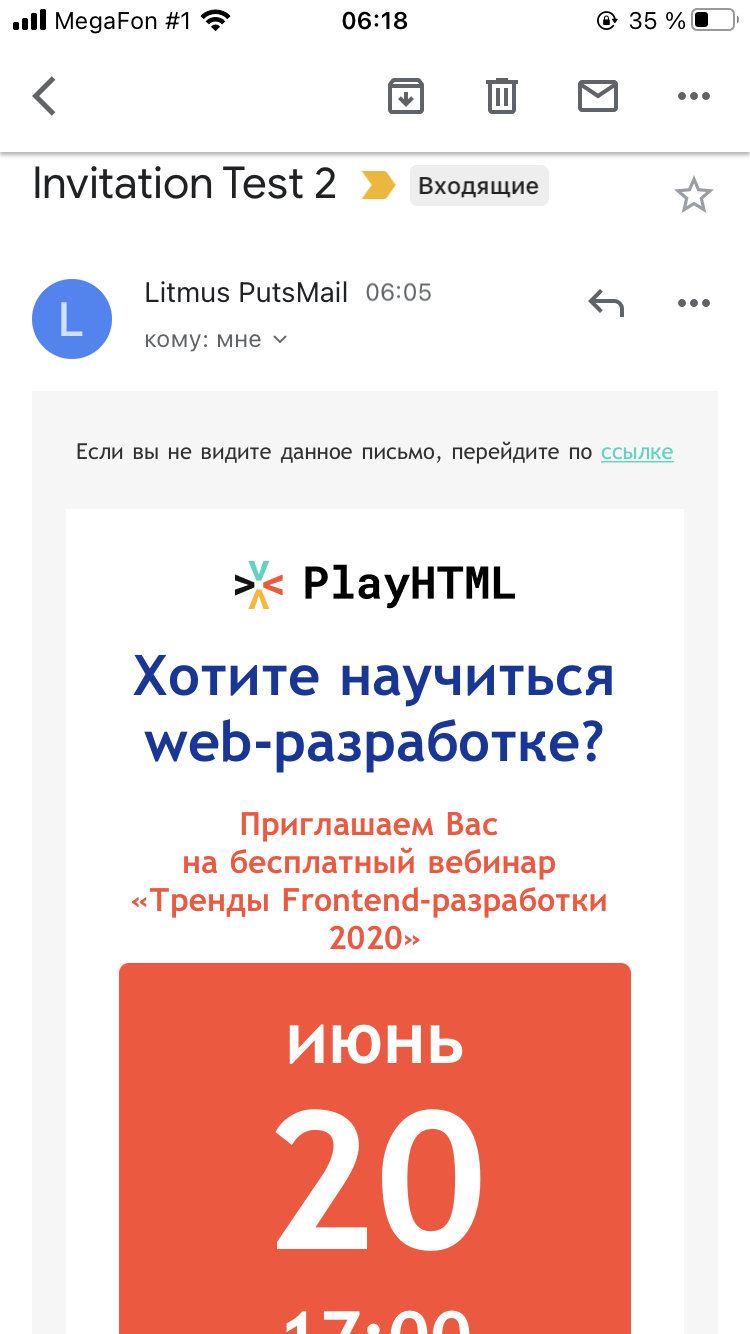 MegaFon #1 06:18 35 %
Invitation Test 2 Входящие
L
Litmus PutsMail 06:05
кому: мне
Если вы не видите данное письмо, перейдите по ссылке
PlayHTML
Хотите научиться
web-разработке?
Приглашаем Вас
на бесплатный вебинар
«Тренды Frontend-разработки
2020»
ИЮНЬ
20
17:00